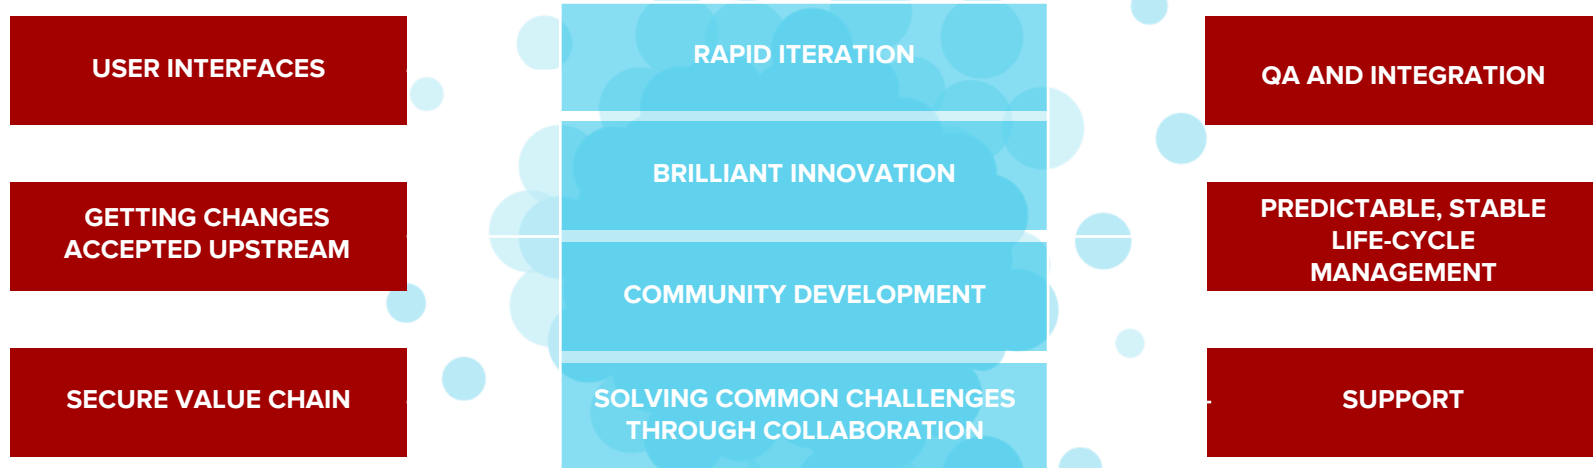 USER INTERFACES
GETTING CHANGES
ACCEPTED UPSTREAM
SECURE VALUE CHAIN
RAPID ITERATION
BRILLIANT INNOVATION
COMMUNITY DEVELOPMENT
SOLVING COMMON CHALLENGES
THROUGH COLLABORATION
QA AND INTEGRATION
PREDICTABLE, STABLE
LIFE-CYCLE
MANAGEMENT
SUPPORT